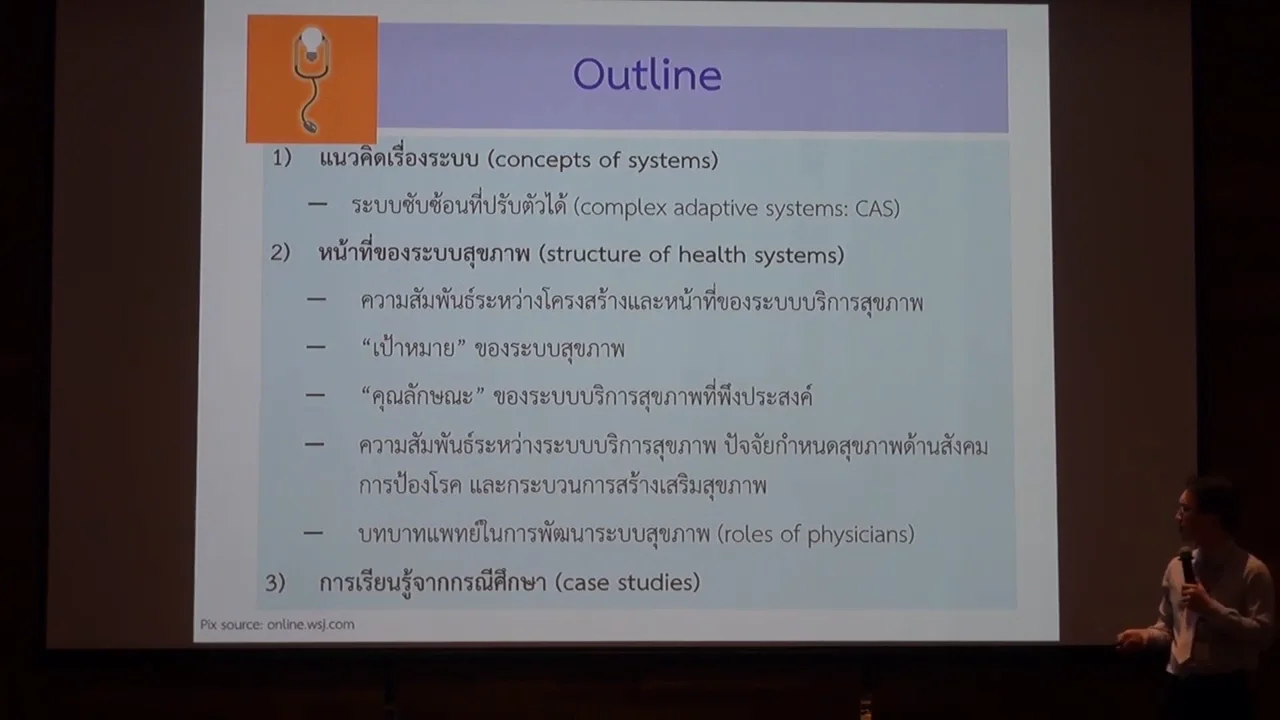 Outline
1) แนวคิดเรื่องระบบ (concepts of systems)
— ระบบซับซ้อนที่ปรับตัวได้ (complex adaptive systems: CAS)
2) หน้าที่ของระบบสุขภาพ (structure of health systems)
— ความสัมพันธ์ระหว่างโครงสร้างและหน้าที่ของระบบบริการสุขภาพ
— “เป้าหมาย” ของระบบสุขภาพ
— “คุณลักษณะ” ของระบบบริการสุขภาพที่พึงประสงค์
— ความสัมพันธ์ระหว่างระบบบริการสุขภาพ ปัจจัยกำหนดสุขภาพด้านสังคม
การป้องโรค และกระบวนการสร้างเสริมสุขภาพ
— บทบาทแพทย์ในการพัฒนาระบบสุขภาพ (roles of physicians)
3) การเรียนรู้จากกรณีศึกษา (case studies)
Pix source: online.wsj.com